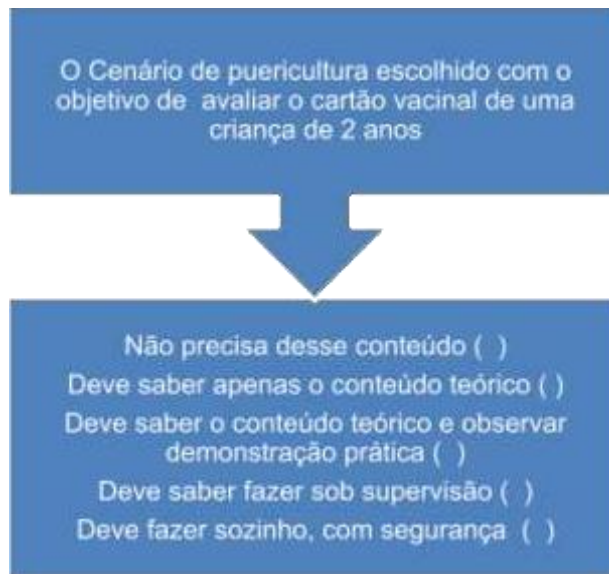 O Cenário de puericultura escolhido com o
objetivo de avaliar o cartão vacinal de uma
criança de 2 anos
Não precisa desse conteúdo ( )
Deve saber apenas o conteúdo teórico ( )
Deve saber o conteúdo teórico e observar
demonstração prática ( )
Deve saber fazer sob supervisão ( )
Deve fazer sozinho, com segurança ( )